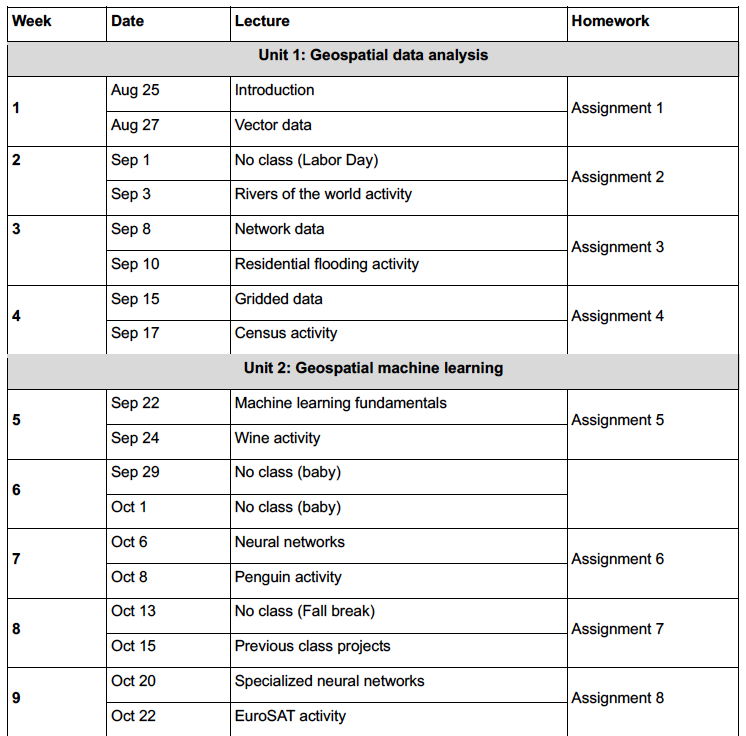 Week Date Lecture Homework
Unit 1: Geospatial data analysis
1 Aug 25 Introduction Assignment 1
Aug 27 Vector data
2 Sep 1 No class (Labor Day) Assignment 2
Sep 3 Rivers of the world activity
3 Sep 8 Network data Assignment 3
Sep 10 Residential flooding activity
4 Sep 15 Gridded data Assignment 4
Sep 17 Census activity
Unit 2: Geospatial machine learning
5 Sep 22 Machine learning fundamentals Assignment 5
Sep 24 Wine activity
6 Sep 29 No class (baby)
Oct 1 No class (baby)
7 Oct 6 Neural networks Assignment 6
Oct 8 Penguin activity
8 Oct 13 No class (Fall break) Assignment 7
Oct 15 Previous class projects
9 Oct 20 Specialized neural networks Assignment 8
Oct 22 EuroSAT activity